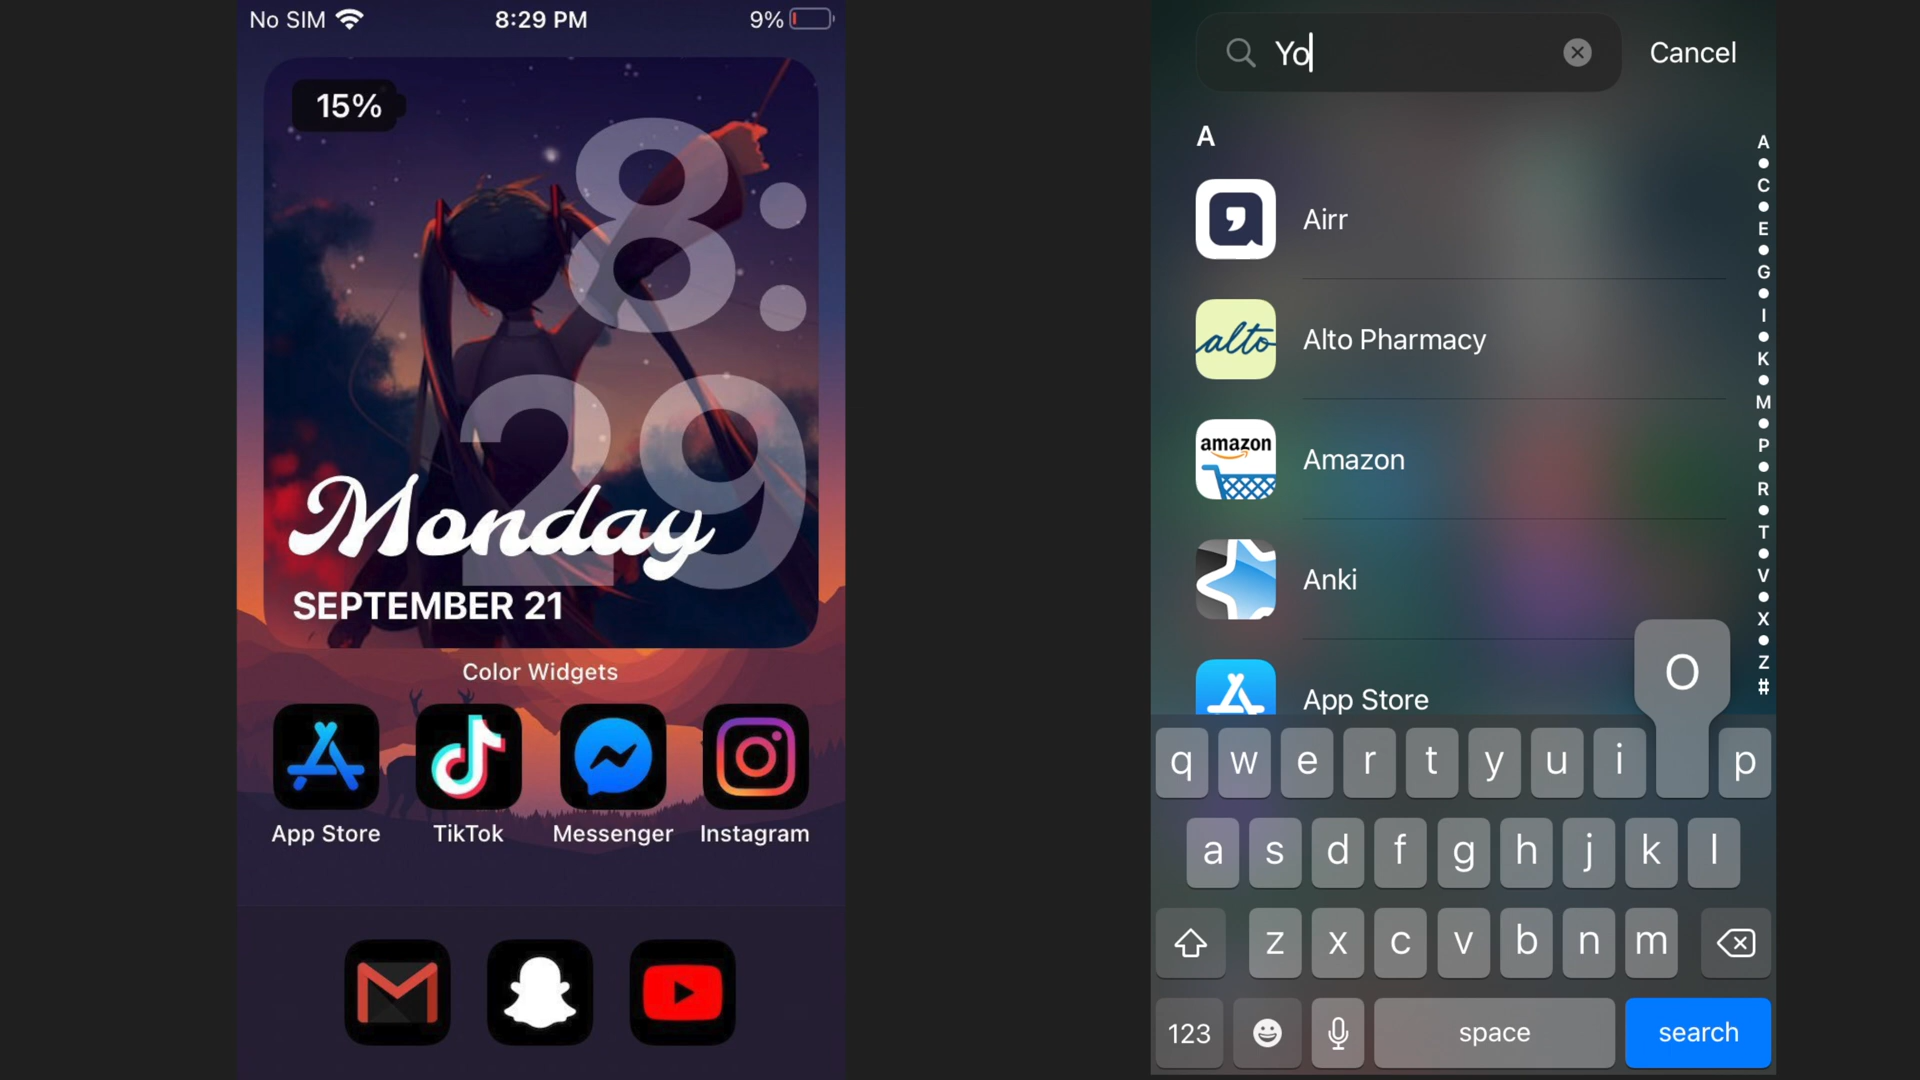 No SIM 8:29 PM 9%
15%
8:
29
Monday
SEPTEMBER 21
Color Widgets
App Store TikTok Messenger Instagram
Yo Cancel
A
Airr
alto Alto Pharmacy
amazon Amazon
Anki
App Store
A
C
E
G
I
K
M
P
R
T
V
X
Z
#
O
q w e r t y u i p
a s d f g h j k l
z x c v b n m
123 space search